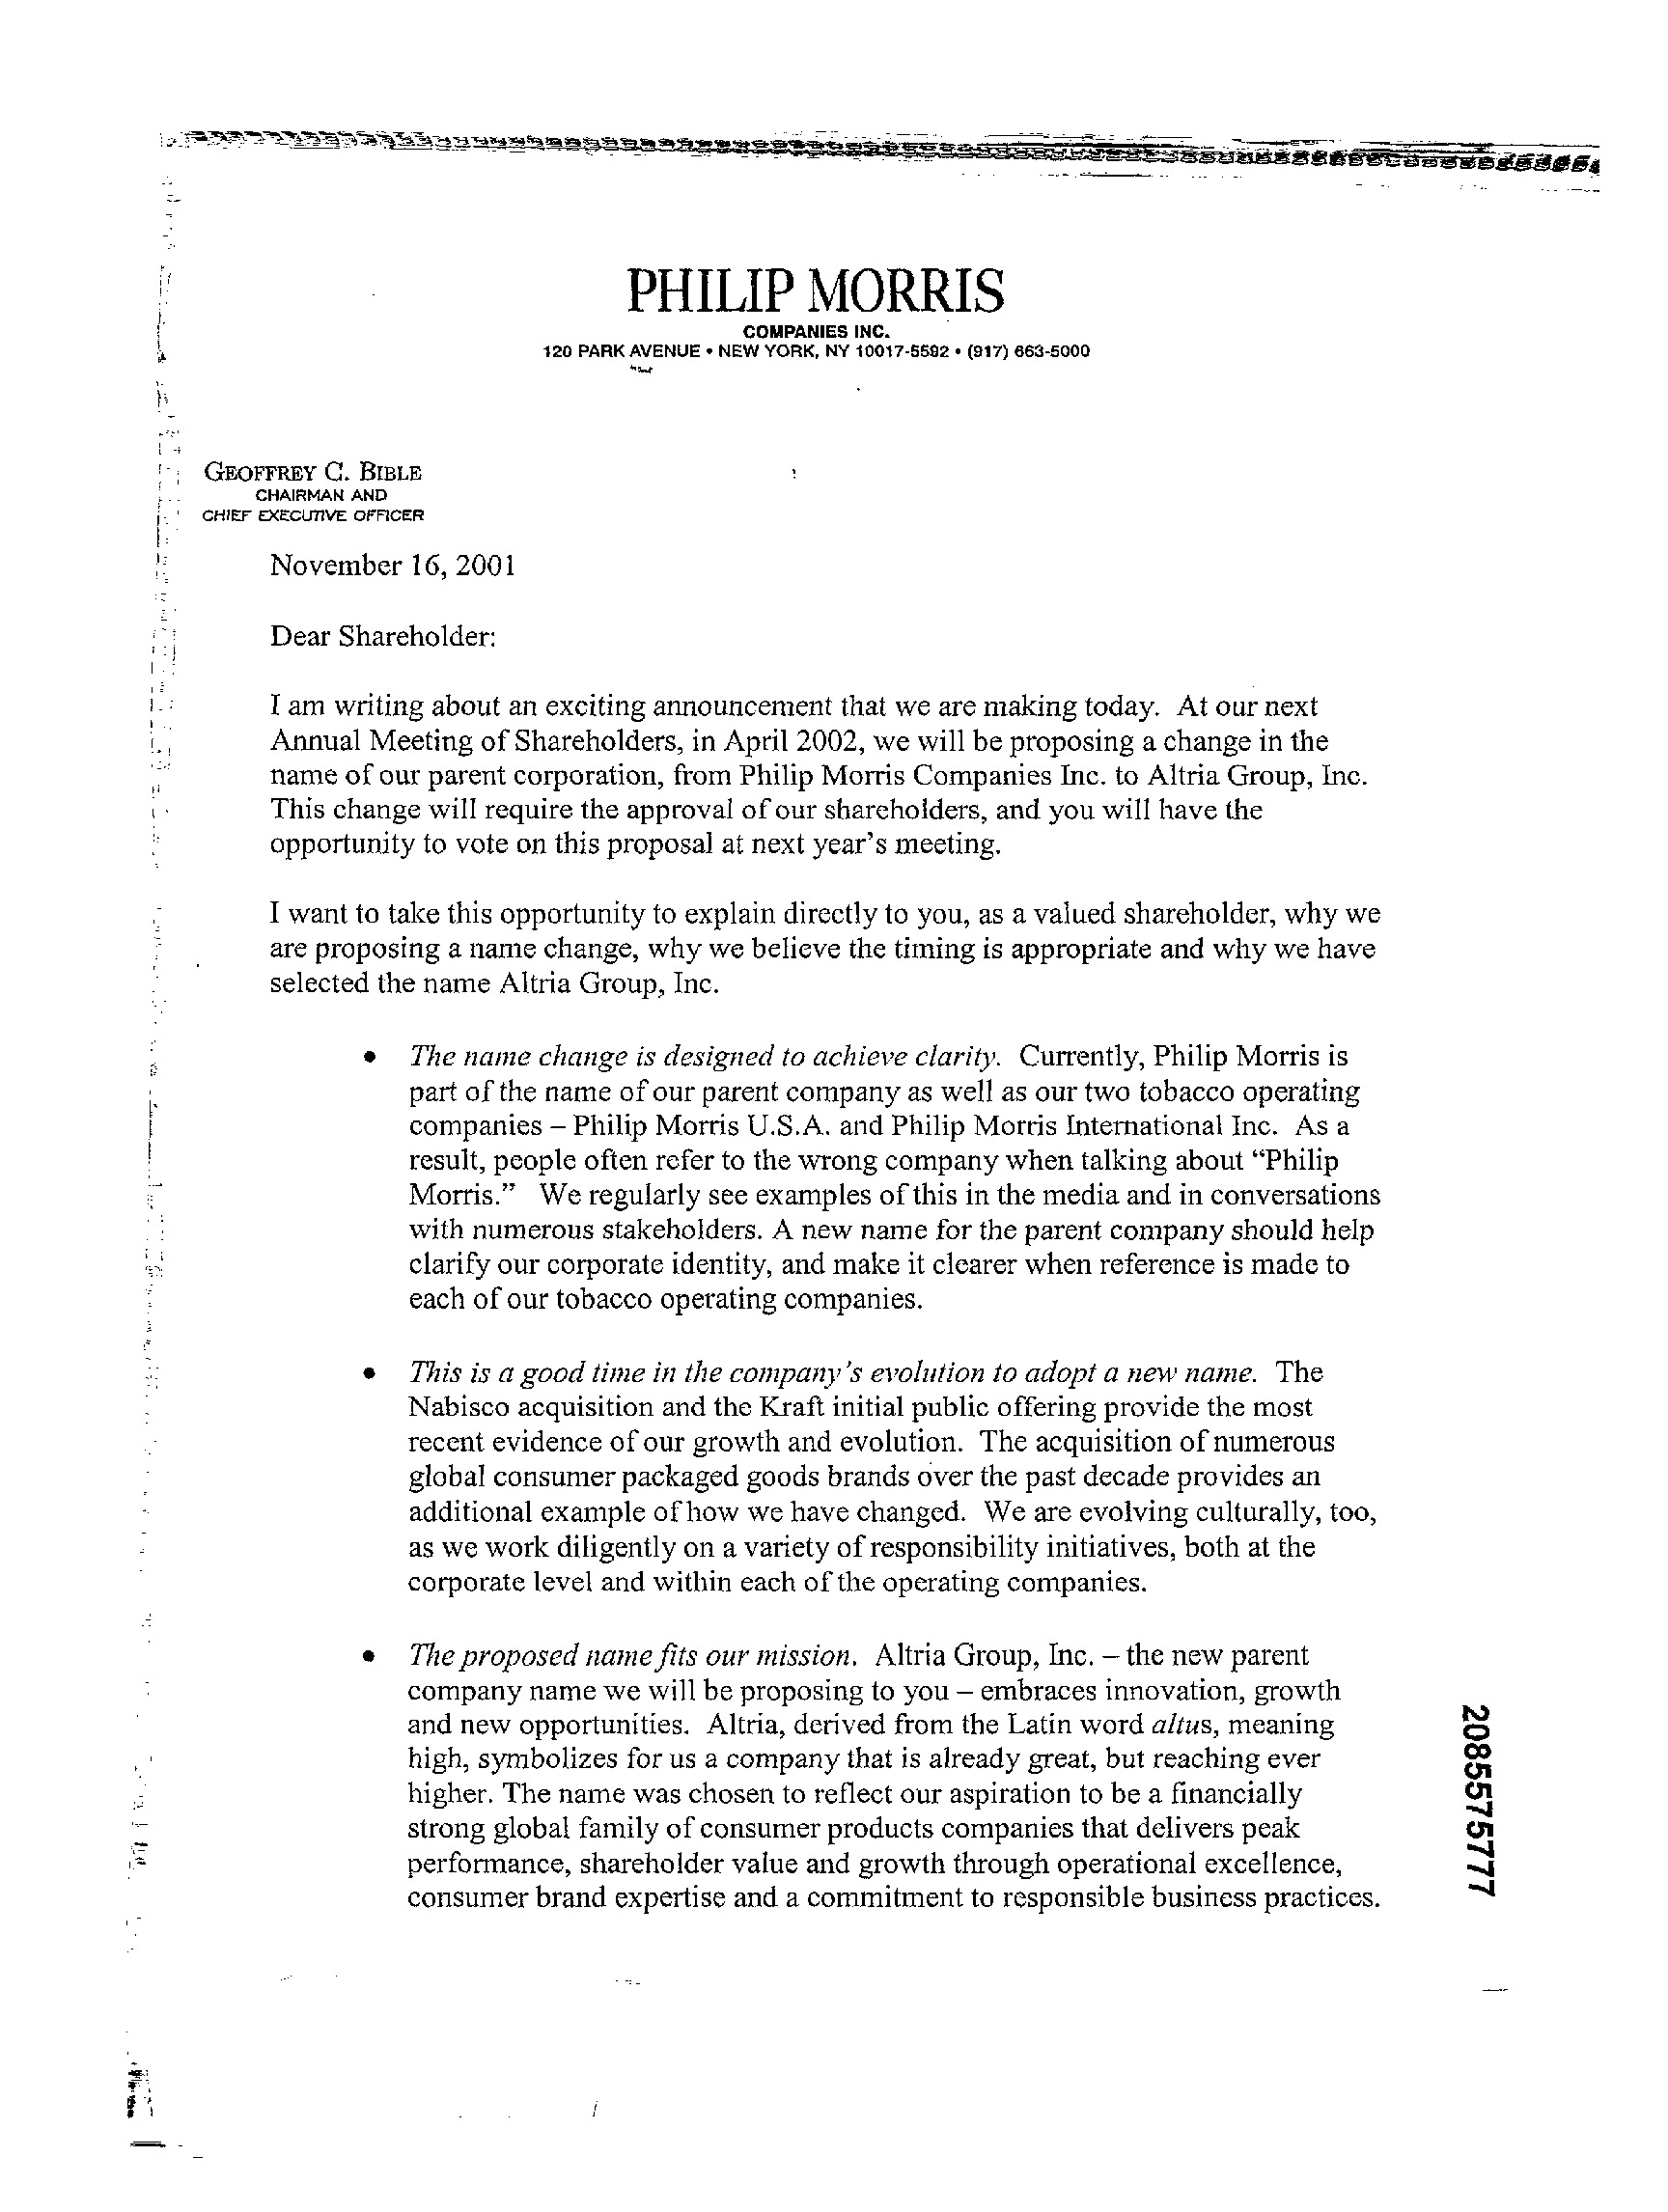 PHILIP MORRIS
COMPANIES INC.
120 PARK AVENUE • NEW YORK, NY 10017-5592 • (917) 663-5000
GEOFFREY C. BIBLE
CHAIRMAN AND
CHIEF EXECUTIVE OFFICER
November 16, 2001
Dear Shareholder:
I am writing about an exciting announcement that we are making today. At our next
Annual Meeting of Shareholders, in April 2002, we will be proposing a change in the
name of our parent corporation, from Philip Morris Companies Inc. to Altria Group, Inc.
This change will require the approval of our shareholders, and you will have the
opportunity to vote on this proposal at next year's meeting.
I want to take this opportunity to explain directly to you, as a valued shareholder, why we
are proposing a name change, why we believe the timing is appropriate and why we have
selected the name Altria Group, Inc.
• The name change is designed to achieve clarity. Currently, Philip Morris is
part of the name of our parent company as well as our two tobacco operating
companies – Philip Morris U.S.A. and Philip Morris International Inc. As a
result, people often refer to the wrong company when talking about “Philip
Morris.” We regularly see examples of this in the media and in conversations
with numerous stakeholders. A new name for the parent company should help
clarify our corporate identity, and make it clearer when reference is made to
each of our tobacco operating companies.
• This is a good time in the company's evolution to adopt a new name. The
Nabisco acquisition and the Kraft initial public offering provide the most
recent evidence of our growth and evolution. The acquisition of numerous
global consumer packaged goods brands over the past decade provides an
additional example of how we have changed. We are evolving culturally, too,
as we work diligently on a variety of responsibility initiatives, both at the
corporate level and within each of the operating companies.
• The proposed name fits our mission. Altria Group, Inc. – the new parent
company name we will be proposing to you – embraces innovation, growth
and new opportunities. Altria, derived from the Latin word altus, meaning
high, symbolizes for us a company that is already great, but reaching ever
higher. The name was chosen to reflect our aspiration to be a financially
strong global family of consumer products companies that delivers peak
performance, shareholder value and growth through operational excellence,
consumer brand expertise and a commitment to responsible business practices.
2085575777